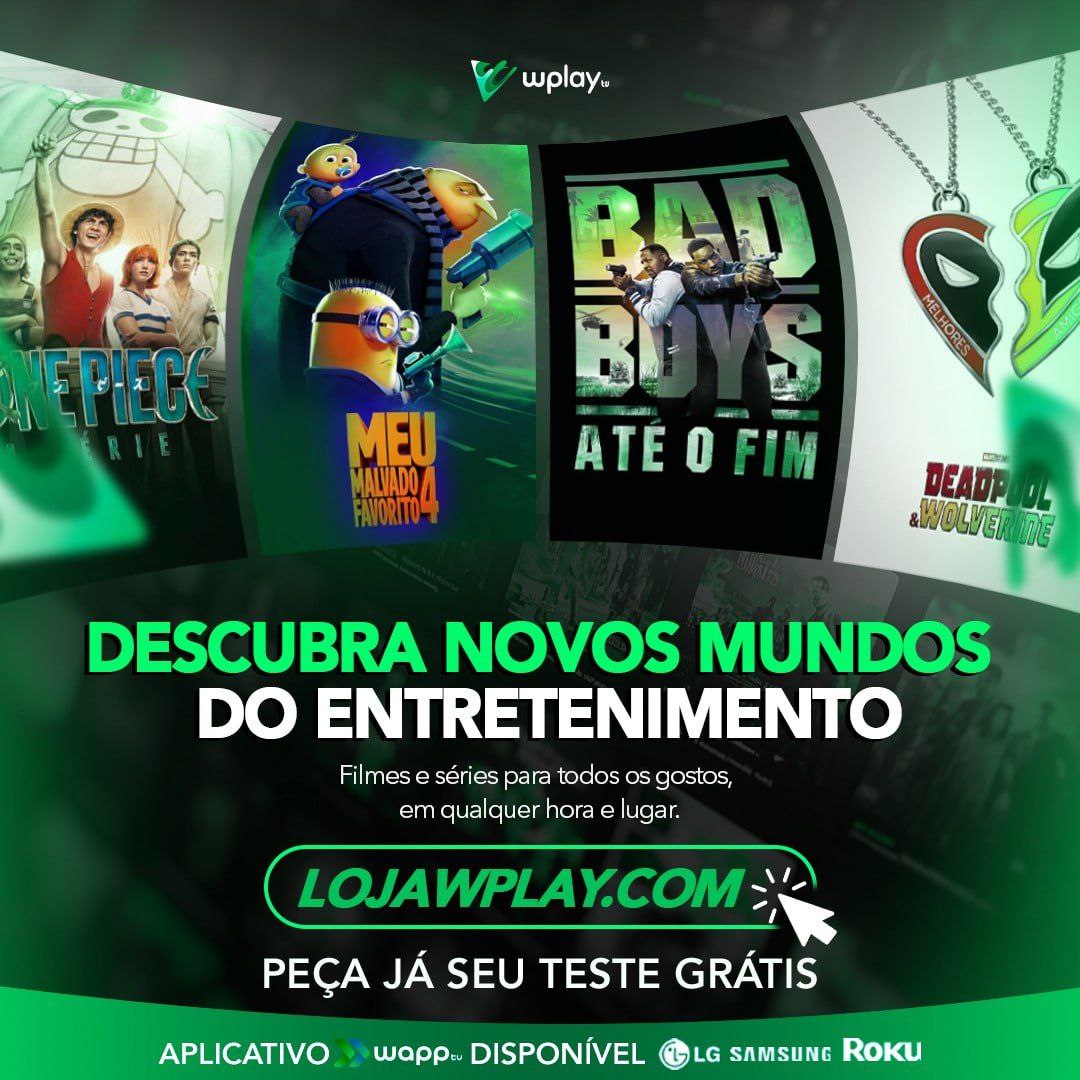 wplay tv
ONE PIECE
A SÉRIE
MEU
MALVADO
FAVORITO 4
BAD
BOYS
ATÉ O FIM
MELHORES
DEADPOOL
& WOLVERINE
DESCUBRA NOVOS MUNDOS
DO ENTRETENIMENTO
Filmes e séries para todos os gostos,
em qualquer hora e lugar.
LOJAWPLAY.COM
PEÇA JÁ SEU TESTE GRÁTIS
APLICATIVO wapp tv DISPONÍVEL LG SAMSUNG ROKU